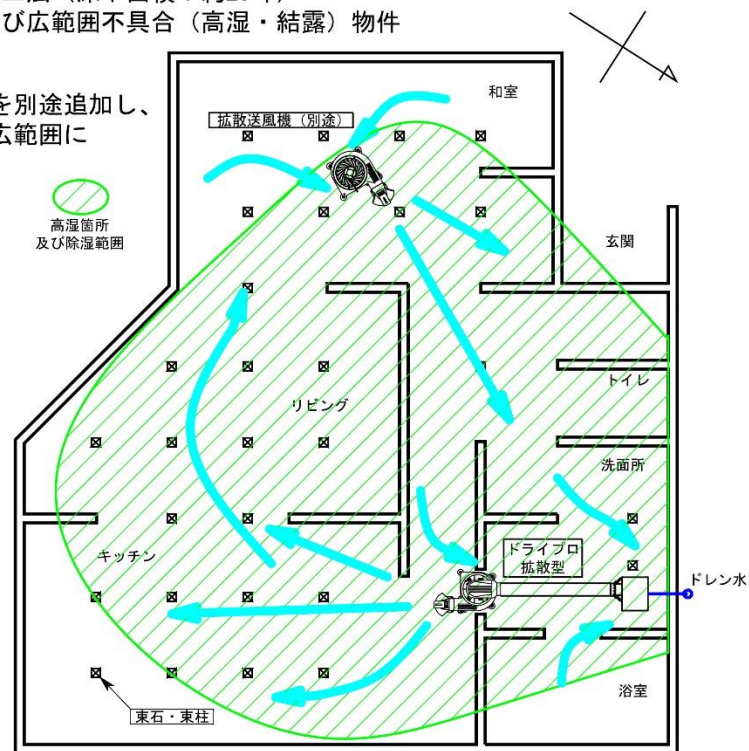 び広範囲不具合（高湿・結露）物件
を別途追加し、
広範囲に
和室
拡散送風機（別途）
高湿箇所
及び除湿範囲
玄関
トイレ
リビング
洗面所
キッチン
ドライプロ
拡散型
ドレン水
浴室
束石・束柱